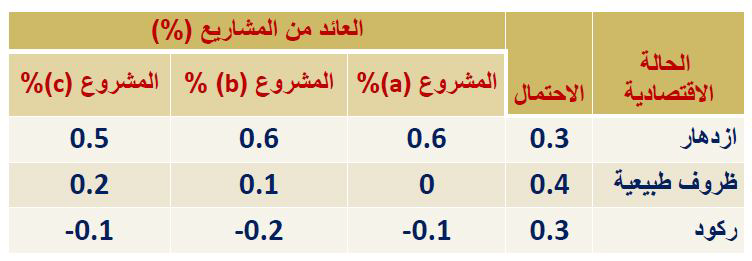 العائد من المشاريع (%)
الحالة الاقتصادية
الاحتمال
المشروع (a)%
المشروع (b) %
المشروع (c)%
ازدهار 0.3 0.6 0.6 0.5
ظروف طبيعية 0.4 0 0.1 0.2
ركود 0.3 -0.1 -0.2 -0.1